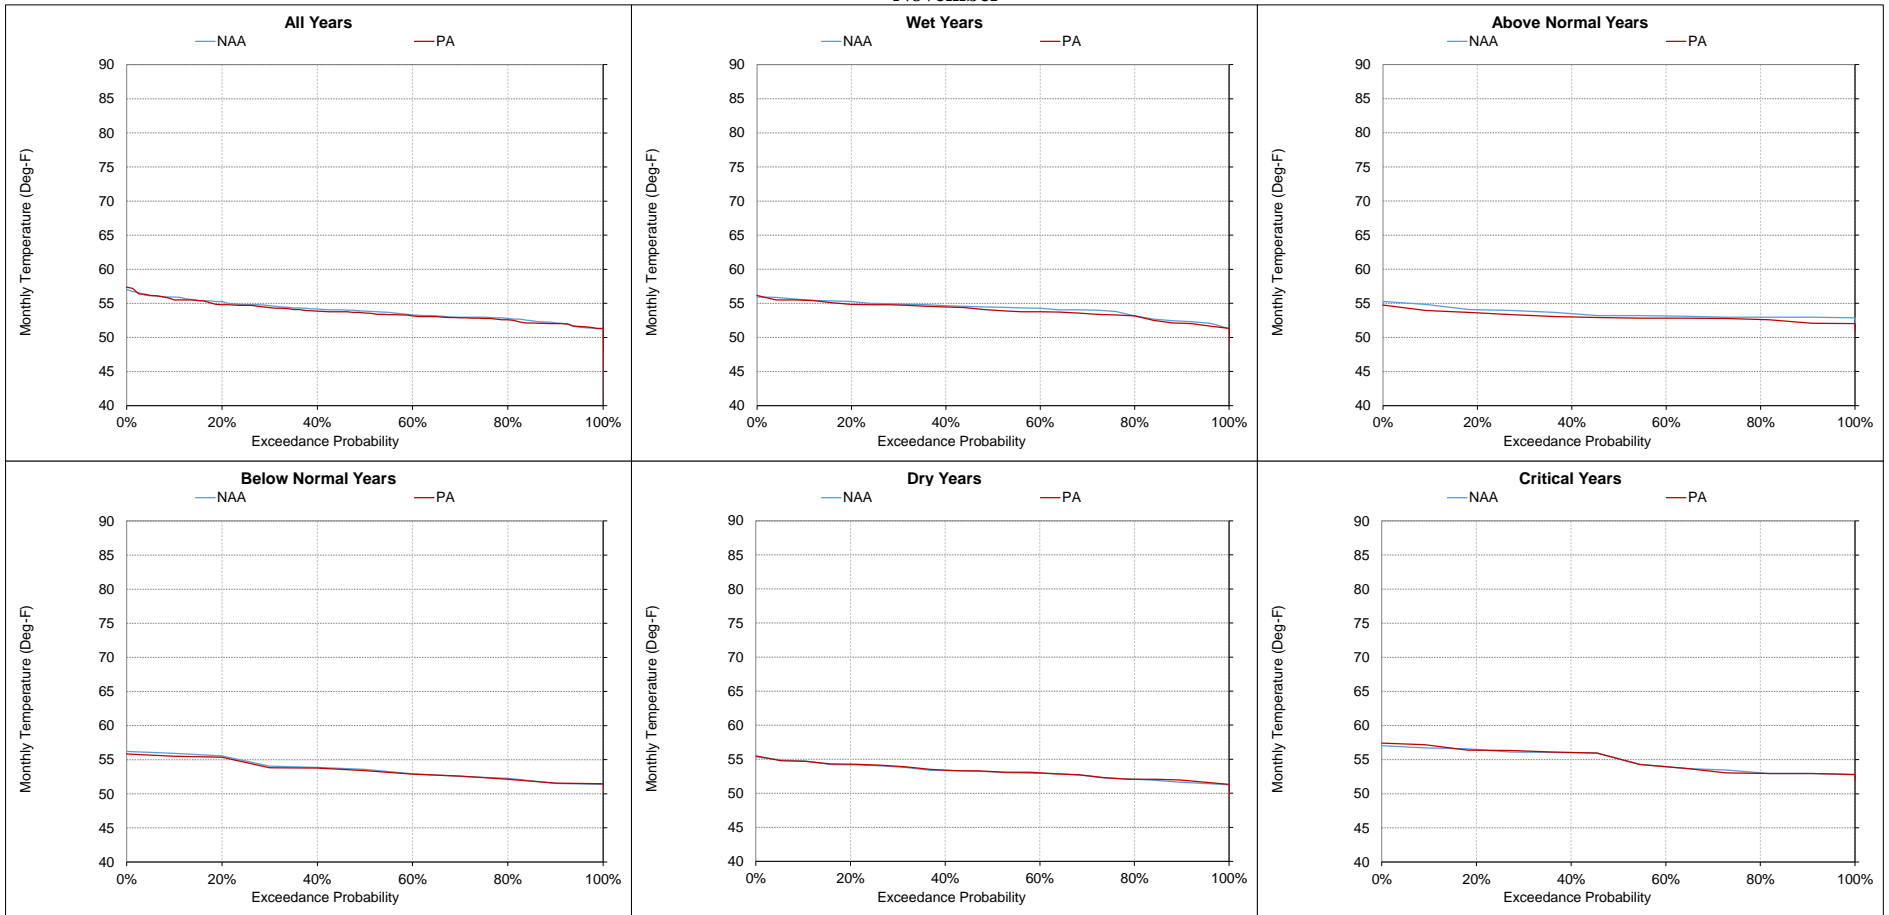 November
All Years
NAA PA
90
85
80
75
70
65
60
55
50
45
40
Monthly Temperature (Deg-F)
0% 20% 40% 60% 80% 100%
Exceedance Probability
Wet Years
NAA PA
90
85
80
75
70
65
60
55
50
45
40
Monthly Temperature (Deg-F)
0% 20% 40% 60% 80% 100%
Exceedance Probability
Above Normal Years
NAA PA
90
85
80
75
70
65
60
55
50
45
40
Monthly Temperature (Deg-F)
0% 20% 40% 60% 80% 100%
Exceedance Probability
Below Normal Years
NAA PA
90
85
80
75
70
65
60
55
50
45
40
Monthly Temperature (Deg-F)
0% 20% 40% 60% 80% 100%
Exceedance Probability
Dry Years
NAA PA
90
85
80
75
70
65
60
55
50
45
40
Monthly Temperature (Deg-F)
0% 20% 40% 60% 80% 100%
Exceedance Probability
Critical Years
NAA PA
90
85
80
75
70
65
60
55
50
45
40
Monthly Temperature (Deg-F)
0% 20% 40% 60% 80% 100%
Exceedance Probability